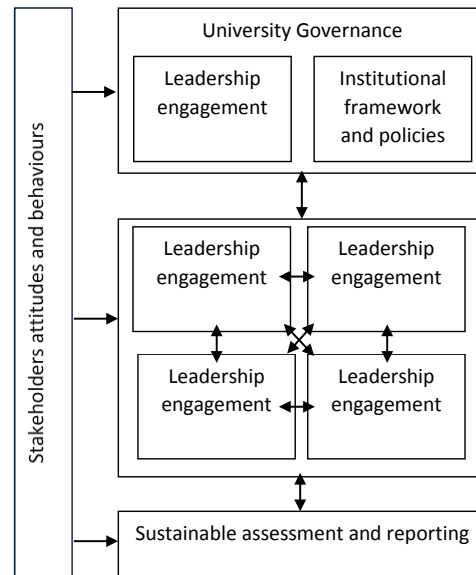 Stakeholders attitudes and behaviours
University Governance
Leadership
engagement
Institutional
framework
and policies
Leadership
engagement
Leadership
engagement
Leadership
engagement
Leadership
engagement
Sustainable assessment and reporting